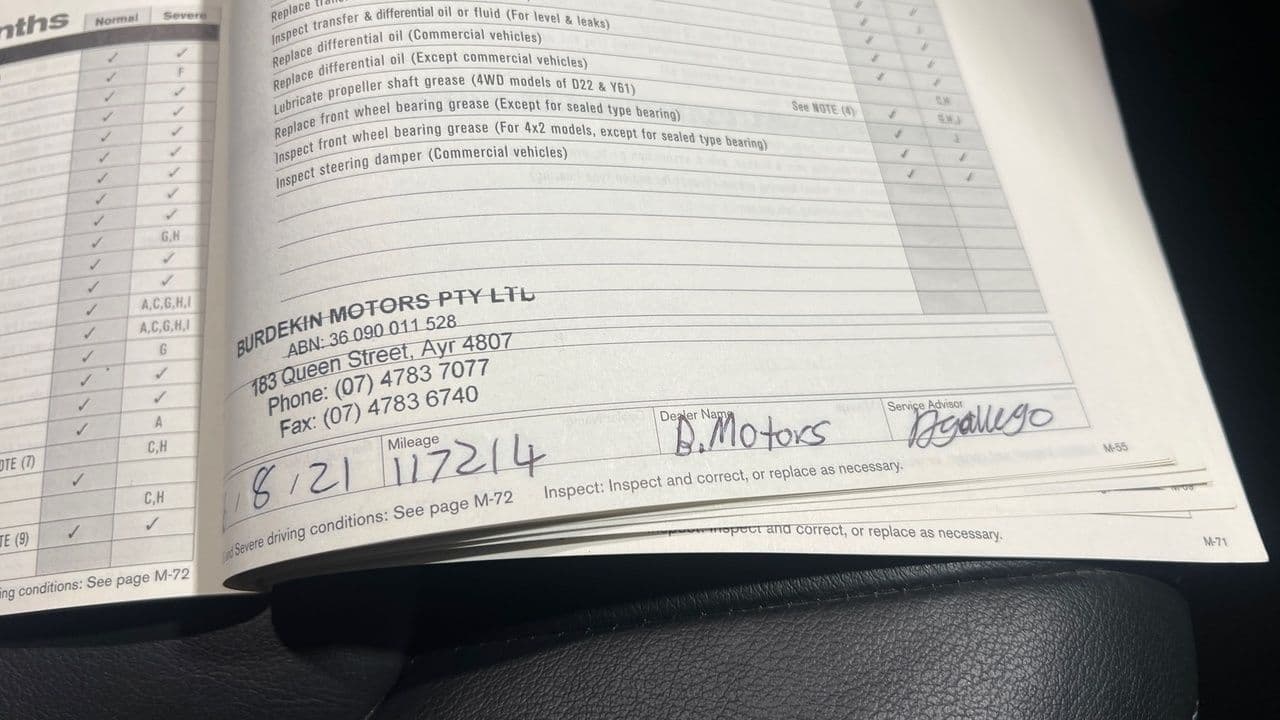 nths
Normal
Severe
F
G,H
A,C,G,H,I
A,C,G,H,I
G
A
C,H
OTE (7)
C,H
TE (9)
ing conditions: See page M-72
Replace
Inspect transfer & differential oil or fluid (For level & leaks)
Replace differential oil (Commercial vehicles)
Replace differential oil (Except commercial vehicles)
Lubricate propeller shaft grease (4WD models of D22 & Y61)
Replace front wheel bearing grease (Except for sealed type bearing) See NOTE (4)
Inspect front wheel bearing grease (For 4x2 models, except for sealed type bearing)
Inspect steering damper (Commercial vehicles)
BURDEKIN MOTORS PTY LTD
ABN: 36 090 011 528
183 Queen Street, Ayr 4807
Phone: (07) 4783 7077
Fax: (07) 4783 6740
Mileage
Dealer Name
Service Advisor
/ 8 / 21
117214
B.Motors
and Severe driving conditions: See page M-72
Inspect: Inspect and correct, or replace as necessary.
M-55
Inspect and correct, or replace as necessary.
M-71